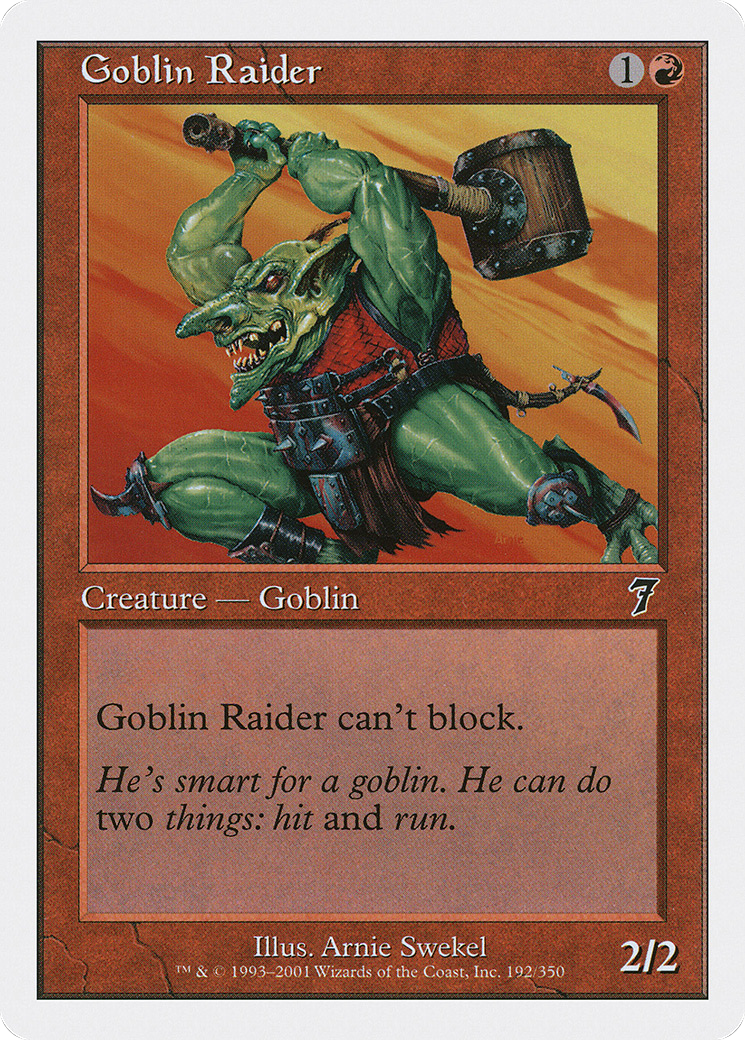 Goblin Raider 1
Creature — Goblin 7
Goblin Raider can't block.
He's smart for a goblin. He can do
two things: hit and run.
Illus. Arnie Swekel
™ & © 1993–2001 Wizards of the Coast, Inc. 192/350
2/2